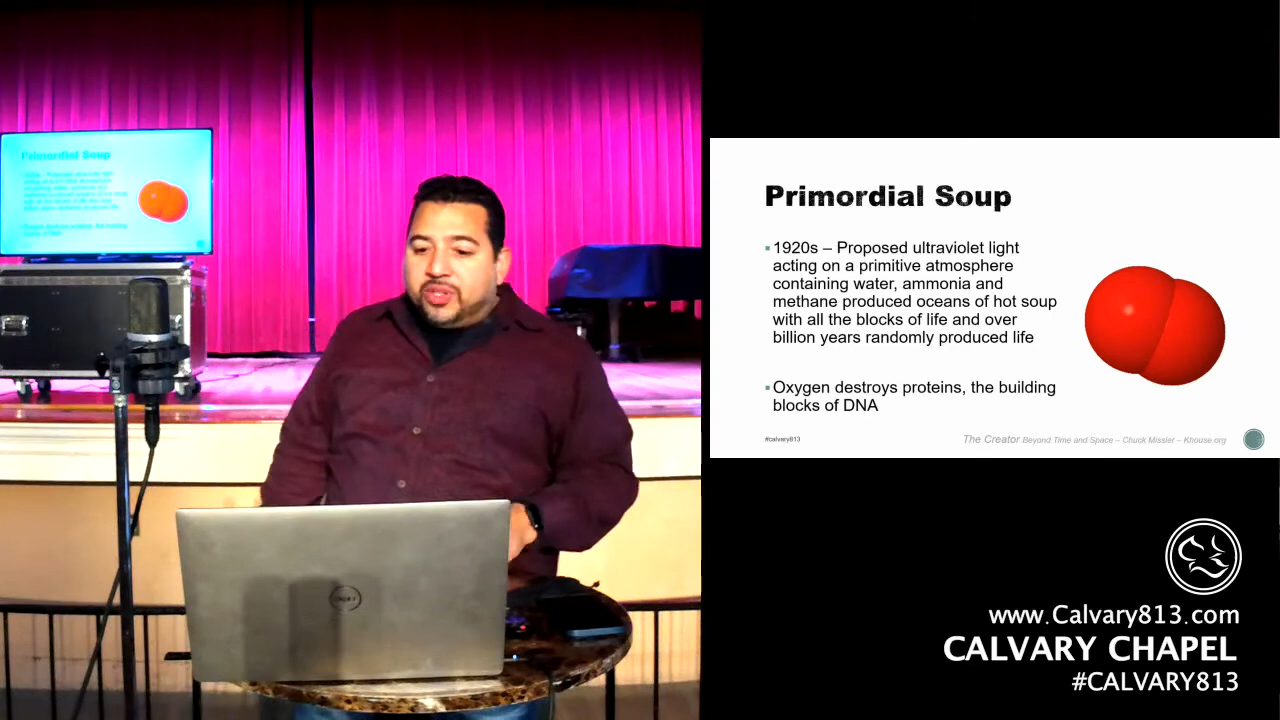 Primordial Soup
DELL
Primordial Soup
1920s – Proposed ultraviolet light
acting on a primitive atmosphere
containing water, ammonia and
methane produced oceans of hot soup
with all the blocks of life and over
billion years randomly produced life
Oxygen destroys proteins, the building
blocks of DNA
#calvary813
The Creator Beyond Time and Space – Chuck Missler – Khouse.org
www.Calvary813.com
CALVARY CHAPEL
#CALVARY813